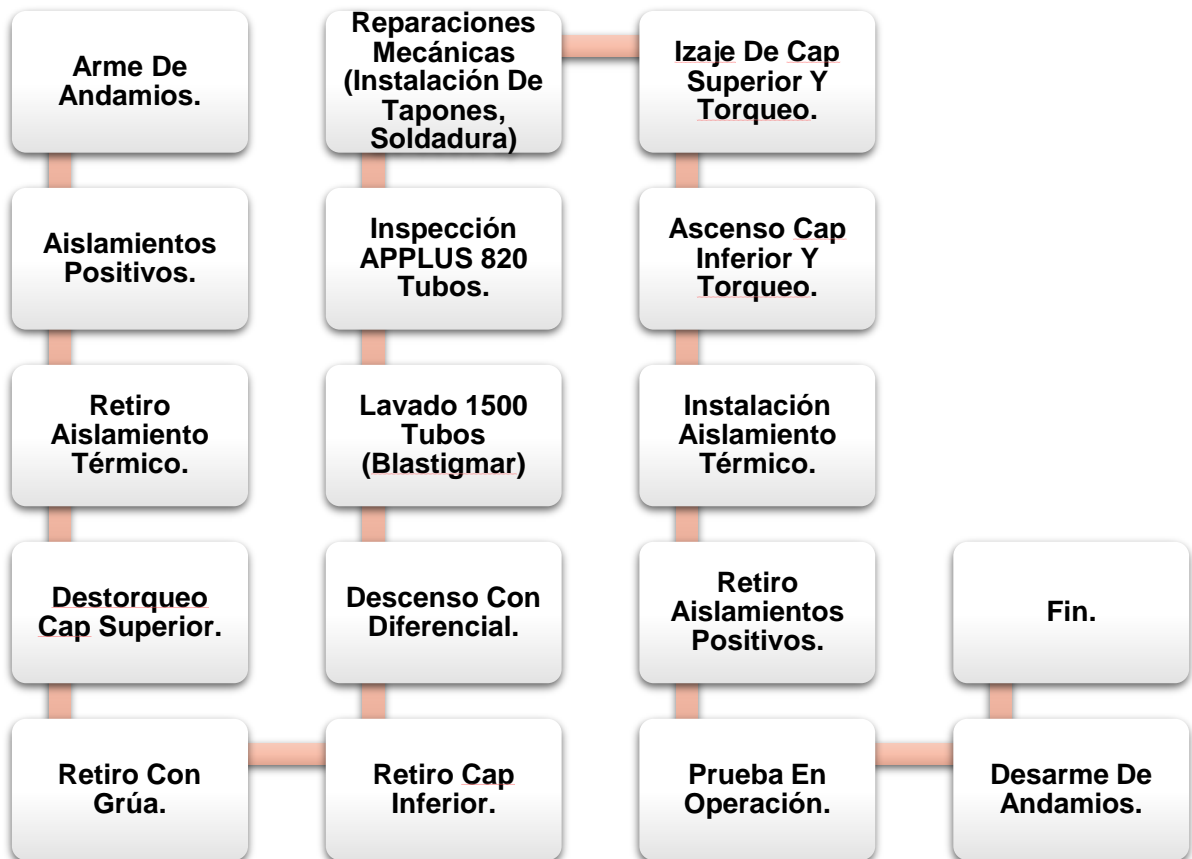 Arme De
Andamios.
Aislamientos
Positivos.
Retiro
Aislamiento
Térmico.
Destorqueo
Cap Superior.
Retiro Con
Grúa.
Retiro Cap
Inferior.
Descenso Con
Diferencial.
Lavado 1500
Tubos
(Blastigmar)
Inspección
APPLUS 820
Tubos.
Reparaciones
Mecánicas
(Instalación De
Tapones,
Soldadura)
Izaje De Cap
Superior Y
Torqueo.
Ascenso Cap
Inferior Y
Torqueo.
Instalación
Aislamiento
Térmico.
Retiro
Aislamientos
Positivos.
Prueba En
Operación.
Desarme De
Andamios.
Fin.